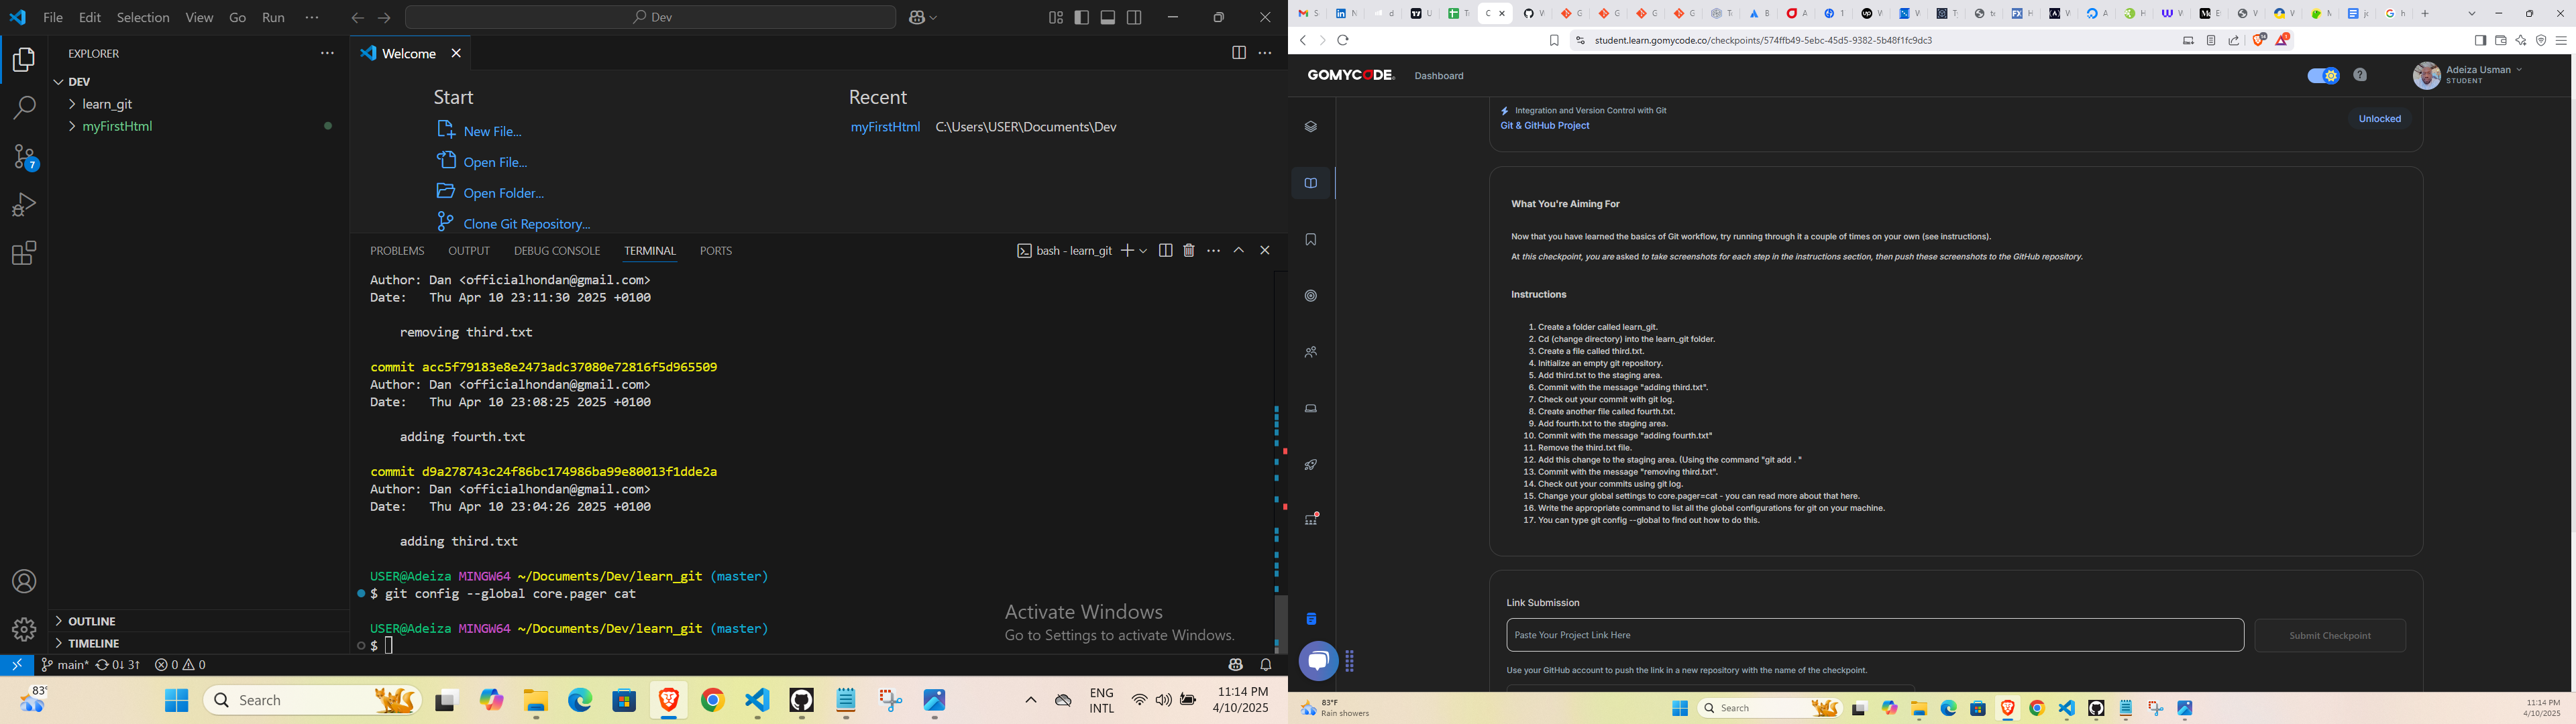 File Edit Selection View Go Run ...
Dev
EXPLORER
DEV
learn_git
myFirstHtml
7
OUTLINE
TIMELINE
Welcome
Start
New File...
Open File...
Open Folder...
Clone Git Repository...
Recent
myFirstHtml C:\Users\USER\Documents\Dev
PROBLEMS OUTPUT DEBUG CONSOLE TERMINAL PORTS
bash - learn_git
Author: Dan <officialhondan@gmail.com>
Date: Thu Apr 10 23:11:30 2025 +0100
removing third.txt
commit acc5f79183e8e2473adc37080e72816f5d965509
Author: Dan <officialhondan@gmail.com>
Date: Thu Apr 10 23:08:25 2025 +0100
adding fourth.txt
commit d9a278743c24f86bc174986ba99e80013f1dde2a
Author: Dan <officialhondan@gmail.com>
Date: Thu Apr 10 23:04:26 2025 +0100
adding third.txt
USER@Adeiza MINGW64 ~/Documents/Dev/learn_git (master)
$ git config --global core.pager cat
USER@Adeiza MINGW64 ~/Documents/Dev/learn_git (master)
$
Activate Windows
Go to Settings to activate Windows.
main* 0↓ 3↑ 0 0
83°
Search
ENG
INTL
11:14 PM
4/10/2025
student.learn.gomycode.co/checkpoints/574ffb49-5ebc-45d5-9382-5b48f1fc9dc3
GOMYCODE
Dashboard
Adeiza Usman
STUDENT
Integration and Version Control with Git
Git & GitHub Project
Unlocked
What You're Aiming For
Now that you have learned the basics of Git workflow, try running through it a couple of times on your own (see instructions).
At this checkpoint, you are asked to take screenshots for each step in the instructions section, then push these screenshots to the GitHub repository.
Instructions
1. Create a folder called learn_git.
2. Cd (change directory) into the learn_git folder.
3. Create a file called third.txt.
4. Initialize an empty git repository.
5. Add third.txt to the staging area.
6. Commit with the message "adding third.txt".
7. Check out your commit with git log.
8. Create another file called fourth.txt.
9. Add fourth.txt to the staging area.
10. Commit with the message "adding fourth.txt"
11. Remove the third.txt file.
12. Add this change to the staging area. (Using the command "git add . "
13. Commit with the message "removing third.txt".
14. Check out your commits using git log.
15. Change your global settings to core.pager=cat - you can read more about that here.
16. Write the appropriate command to list all the global configurations for git on your machine.
17. You can type git config --global to find out how to do this.
Link Submission
Paste Your Project Link Here
Submit Checkpoint
Use your GitHub account to push the link in a new repository with the name of the checkpoint.
83°F
Rain showers
Search
11:14 PM
4/10/2025